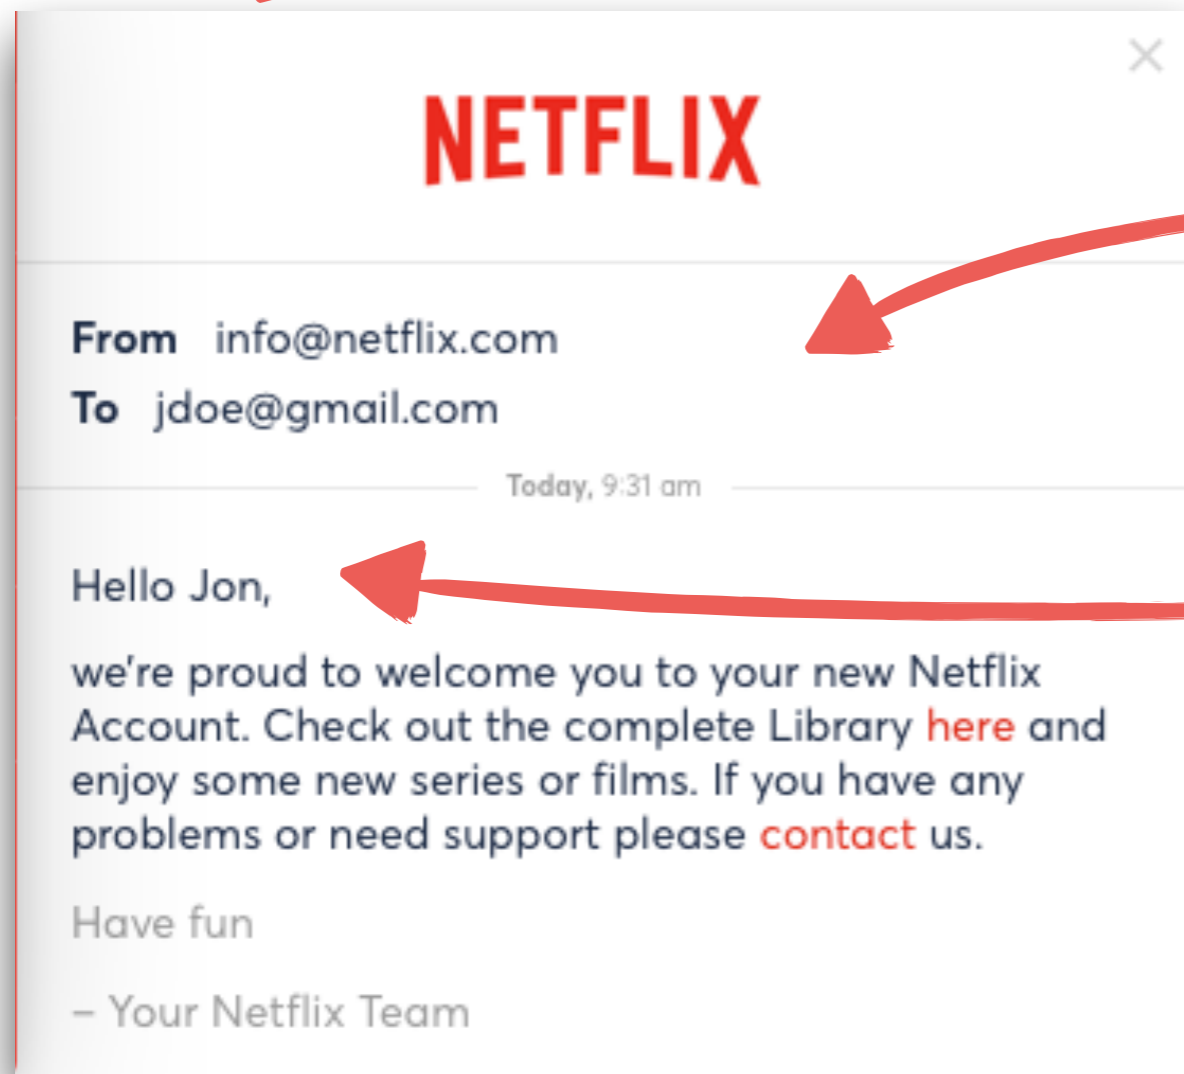 NETFLIX
From info@netflix.com
To jdoe@gmail.com
Today, 9:31 am
Hello Jon,
we're proud to welcome you to your new Netflix
Account. Check out the complete Library here and
enjoy some new series or films. If you have any
problems or need support please contact us.
Have fun
– Your Netflix Team